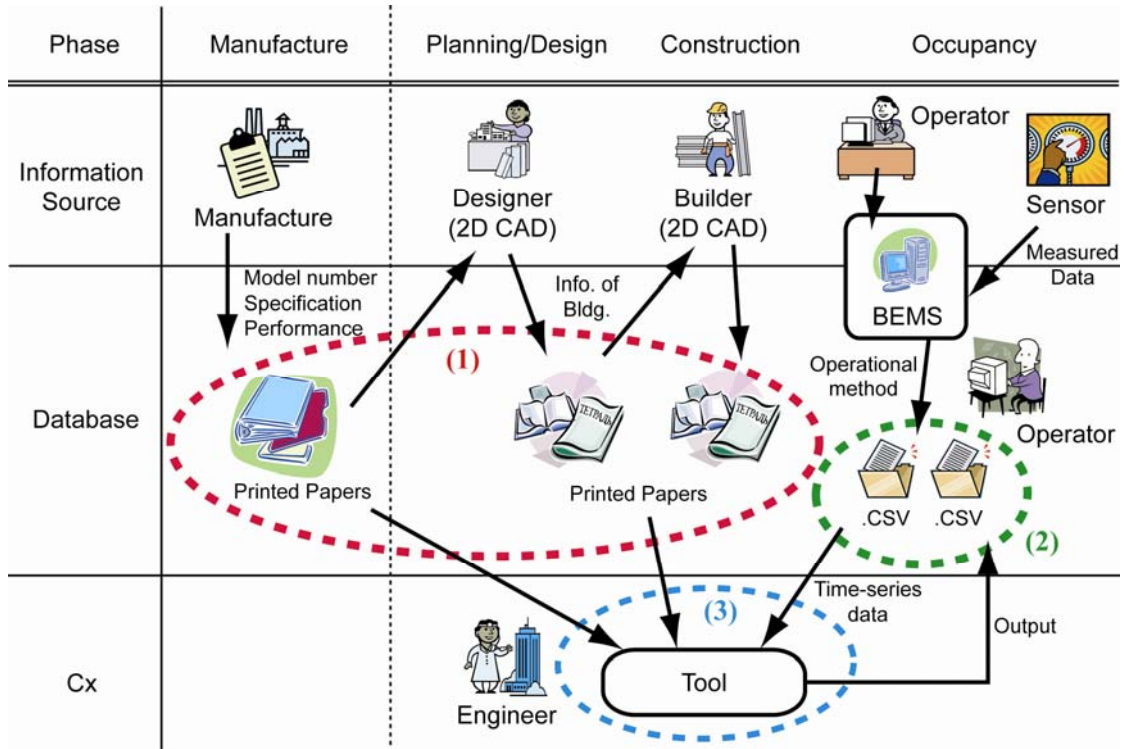 Phase
Manufacture
Planning/Design
Construction
Occupancy
Information
Source
Manufacture
Designer
(2D CAD)
Builder
(2D CAD)
Operator
Sensor
Measured
Data
BEMS
Model number
Specification
Performance
Info. of
Bldg.
Operational
method
Operator
Database
(1)
ТЕТРАДЬ
ТЕТРАДЬ
Printed Papers
Printed Papers
.CSV
.CSV
(2)
Time-series
data
Output
Cx
Engineer
(3)
Tool